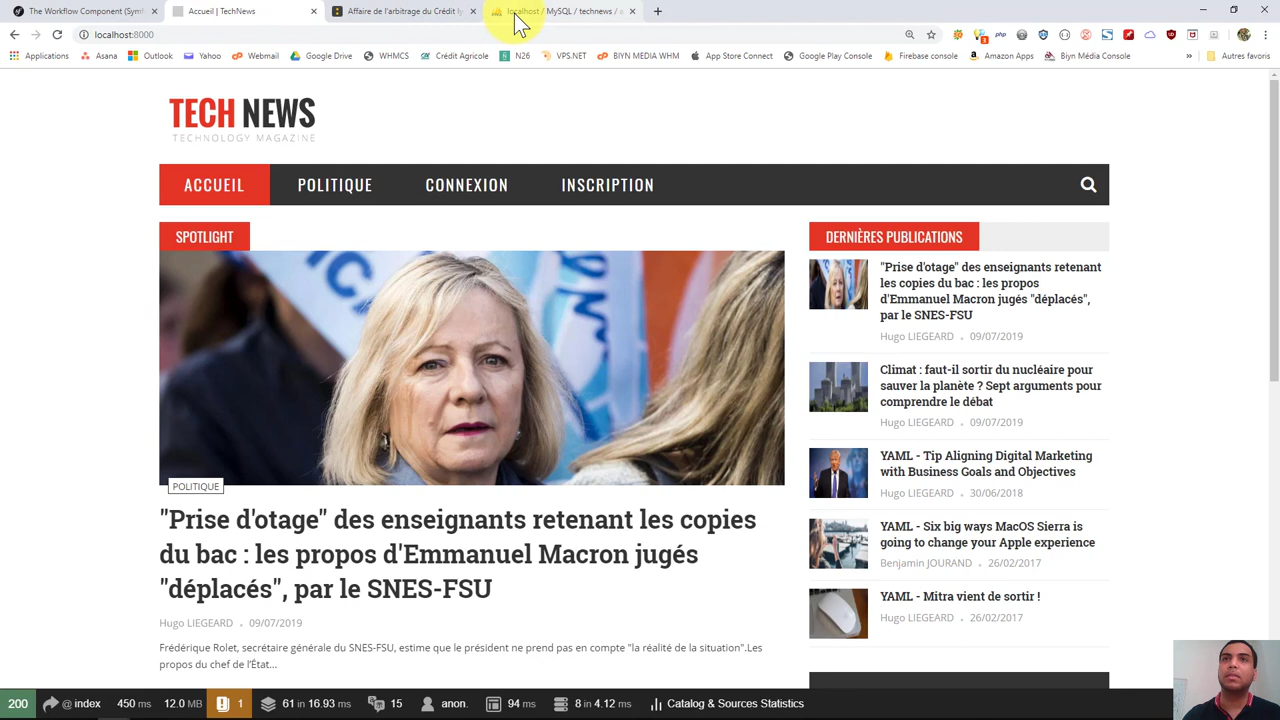 The Workflow Component (Sym
Accueil | TechNews
Affaire de l'arbitrage du Crédit ly
localhost / MySQL / technews / a
localhost:8000
Applications
Asana
Outlook
Yahoo
Webmail
Google Drive
WHMCS
Crédit Agricole
N26
VPS.NET
BIYN MEDIA WHM
App Store Connect
Google Play Console
Firebase console
Amazon Apps
Biyn Média Console
»
Autres favoris
TECH NEWS
TECHNOLOGY MAGAZINE
ACCUEIL
POLITIQUE
CONNEXION
INSCRIPTION
SPOTLIGHT
POLITIQUE
"Prise d'otage" des enseignants retenant les copies
du bac : les propos d'Emmanuel Macron jugés
"déplacés", par le SNES-FSU
Hugo LIEGEARD . 09/07/2019
Frédérique Rolet, secrétaire générale du SNES-FSU, estime que le président ne prend pas en compte "la réalité de la situation".Les
propos du chef de l'État...
DERNIÈRES PUBLICATIONS
"Prise d'otage" des enseignants retenant
les copies du bac : les propos
d'Emmanuel Macron jugés "déplacés",
par le SNES-FSU
Hugo LIEGEARD . 09/07/2019
Climat : faut-il sortir du nucléaire pour
sauver la planète ? Sept arguments pour
comprendre le débat
Hugo LIEGEARD . 09/07/2019
YAML - Tip Aligning Digital Marketing
with Business Goals and Objectives
Hugo LIEGEARD . 30/06/2018
YAML - Six big ways MacOS Sierra is
going to change your Apple experience
Benjamin JOURAND . 26/02/2017
YAML - Mitra vient de sortir !
Hugo LIEGEARD . 26/02/2017
200
@ index
450 ms
12.0 MB
1
61 in 16.93 ms
15
anon.
94 ms
8 in 4.12 ms
Catalog & Sources Statistics